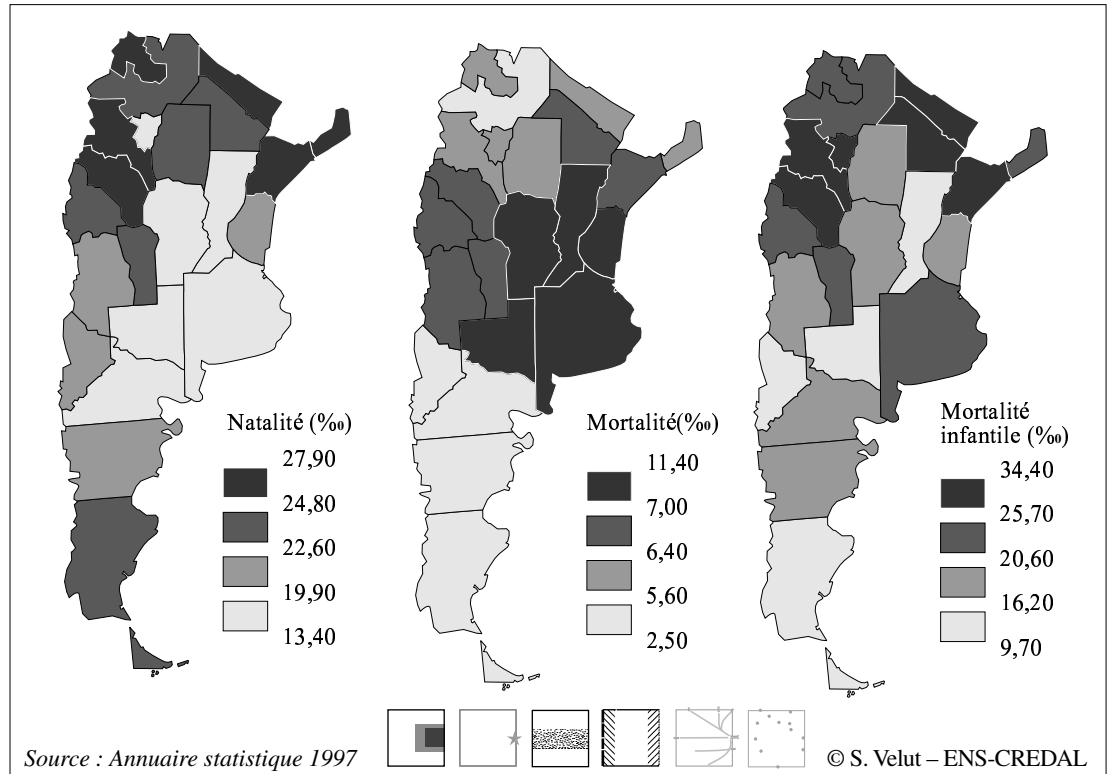 Natalité (‰)
27,90
24,80
22,60
19,90
13,40
Mortalité(‰)
11,40
7,00
6,40
5,60
2,50
Mortalité
infantile (‰)
34,40
25,70
20,60
16,20
9,70
Source : Annuaire statistique 1997
© S. Velut – ENS-CREDAL